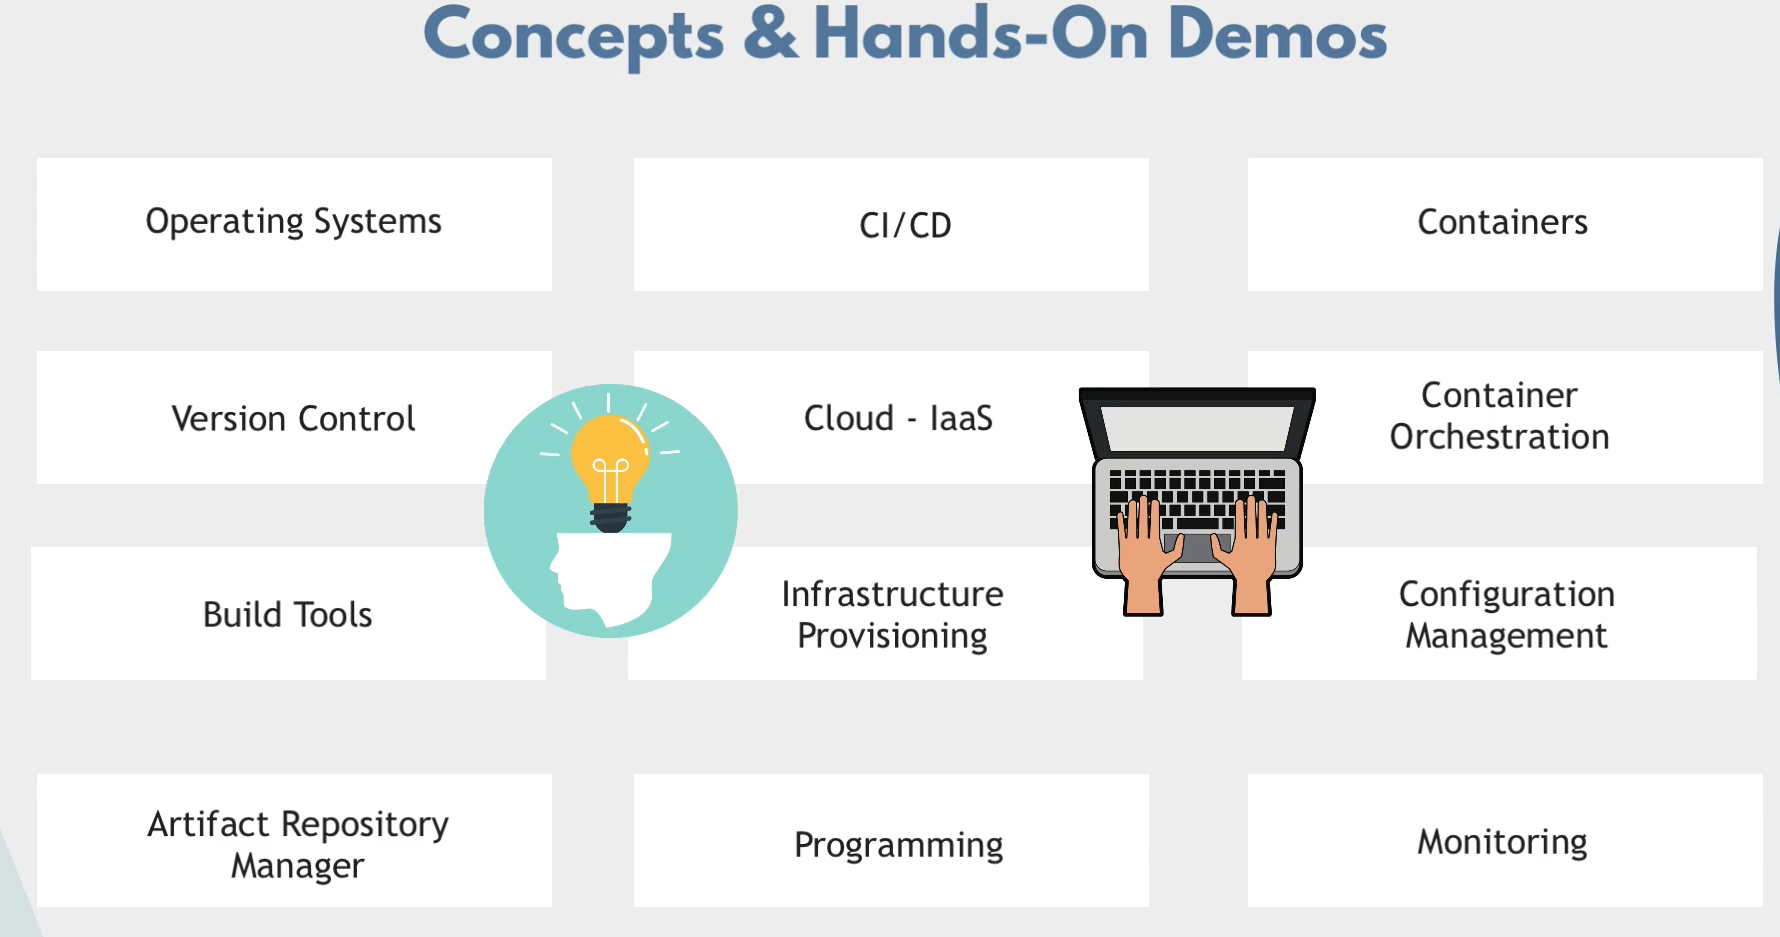 Concepts & Hands-On Demos
Operating Systems
CI/CD
Containers
Version Control
Cloud - IaaS
Container
Orchestration
Build Tools
Infrastructure
Provisioning
Configuration
Management
Artifact Repository
Manager
Programming
Monitoring